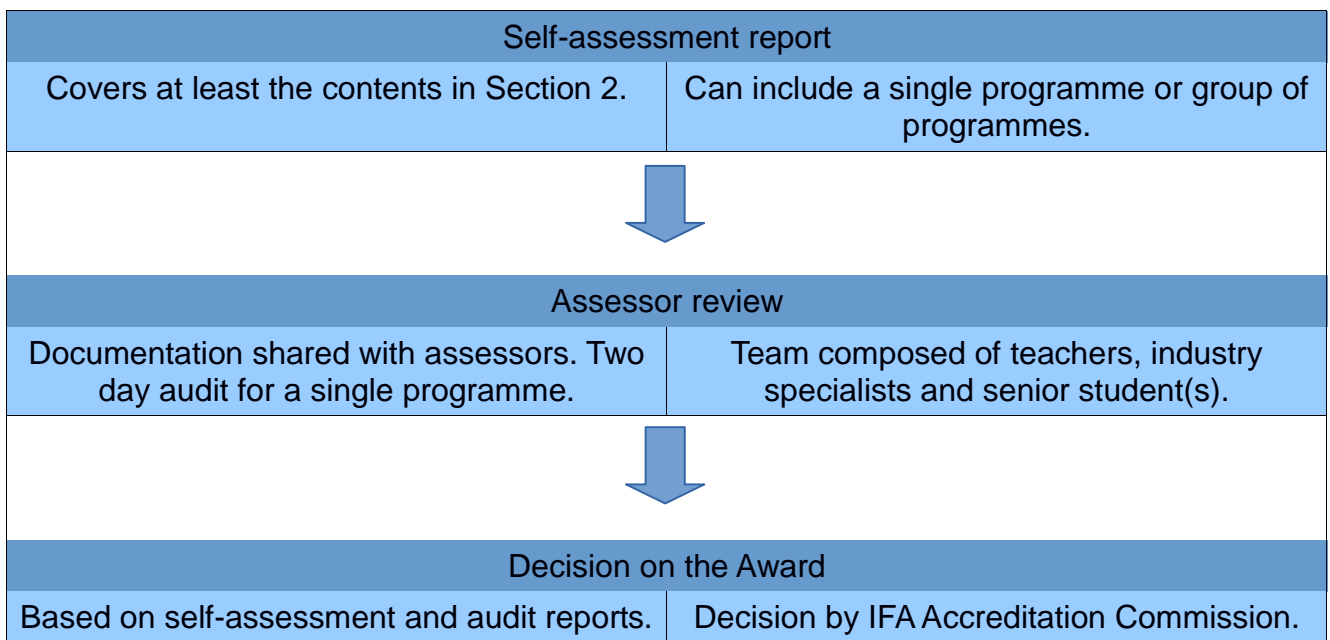 Self-assessment report
Covers at least the contents in Section 2.
Can include a single programme or group of
programmes.
Assessor review
Documentation shared with assessors. Two
day audit for a single programme.
Team composed of teachers, industry
specialists and senior student(s).
Decision on the Award
Based on self-assessment and audit reports.
Decision by IFA Accreditation Commission.